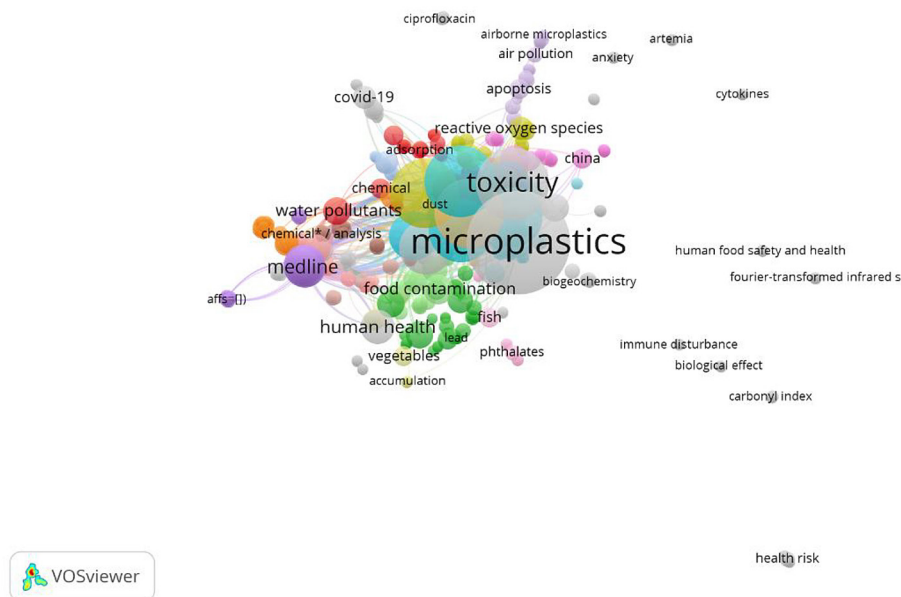 ciprofloxacin
airborne microplastics
artemia
air pollution
anxiety
apoptosis
cytokines
covid-19
reactive oxygen species
adsorption
china
chemical
toxicity
dust
water pollutants
chemical* / analysis
microplastics
human food safety and health
medline
fourier-transformed infrared s
biogeochemistry
food contamination
affs=[])
fish
human health
lead
immune disturbance
phthalates
vegetables
biological effect
accumulation
carbonyl index
health risk
VOSviewer